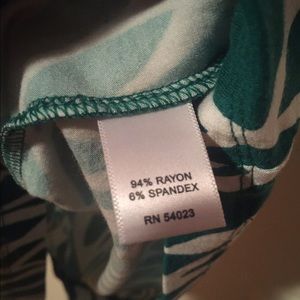 94% RAYON
6% SPANDEX
RN 54023